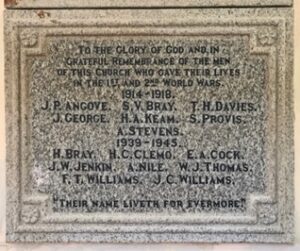 TO THE GLORY OF GOD AND IN
GRATEFUL REMEMBRANCE OF THE MEN
OF THIS CHURCH WHO GAVE THEIR LIVES
IN THE 1ST AND 2ND WORLD WARS.
1914-1918.
J. P. ANGOVE. S. V. BRAY. T. H. DAVIES.
J. GEORGE. H. A. KEAM. S. PROVIS.
A. STEVENS.
1939-1945.
H. BRAY. H. C. CLEMO. E. A. COCK.
J. W. JENKIN. A. NILE. W. J. THOMAS.
F. T. WILLIAMS. J. C. WILLIAMS.
"THEIR NAME LIVETH FOR EVERMORE"